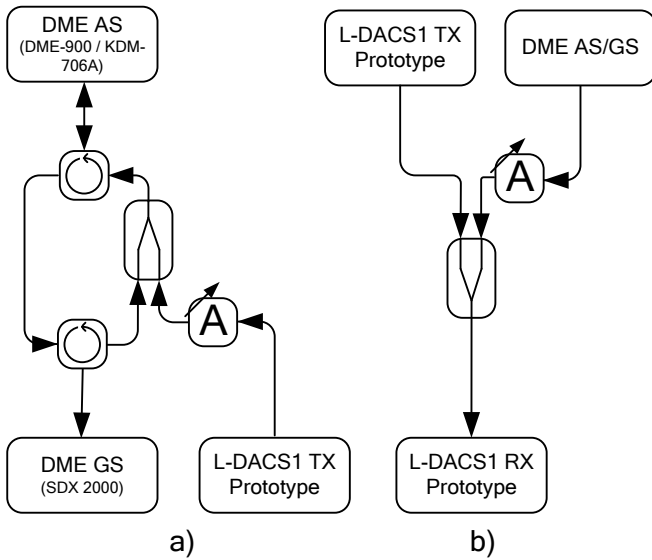 DME AS
(DME-900 / KDM-
706A)
L-DACS1 TX
Prototype
DME AS/GS
A
A
DME GS
(SDX 2000)
L-DACS1 TX
Prototype
L-DACS1 RX
Prototype
a)
b)